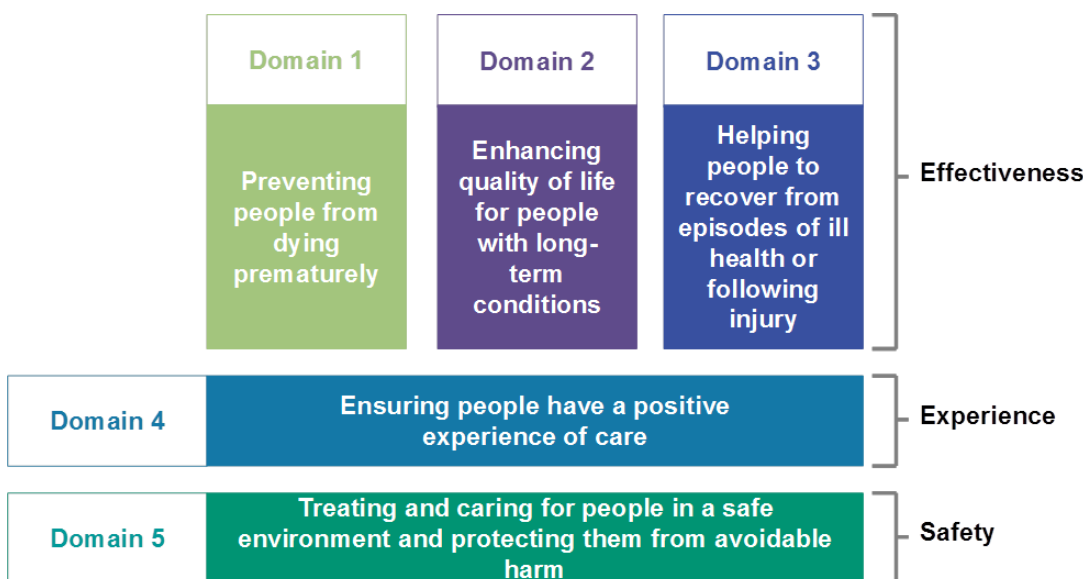 Domain 1
Preventing
people from
dying
prematurely
Domain 2
Enhancing
quality of life
for people
with long-
term
conditions
Domain 3
Helping
people to
recover from
episodes of ill
health or
following
injury
Effectiveness
Domain 4
Ensuring people have a positive
experience of care
Experience
Domain 5
Treating and caring for people in a safe
environment and protecting them from avoidable
harm
Safety